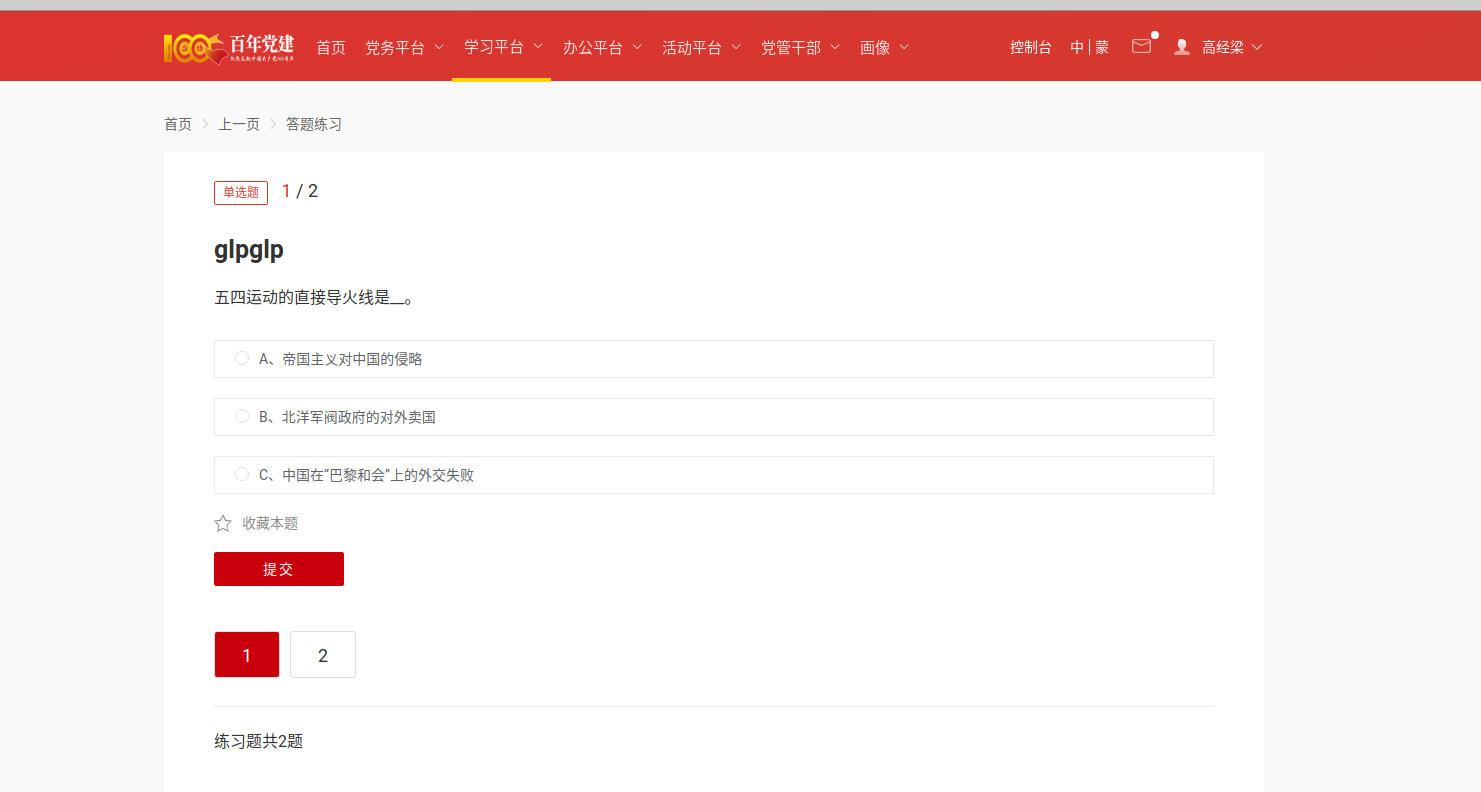 百年党建 首页 党务平台 学习平台 办公平台 活动平台 党管干部 画像 控制台 中 | 蒙 高经梁
首页 > 上一页 > 答题练习
单选题 1 / 2
glpglp
五四运动的直接导火线是__。
A、帝国主义对中国的侵略
B、北洋军阀政府的对外卖国
C、中国在“巴黎和会”上的外交失败
收藏本题
提交
1 2
练习题共2题